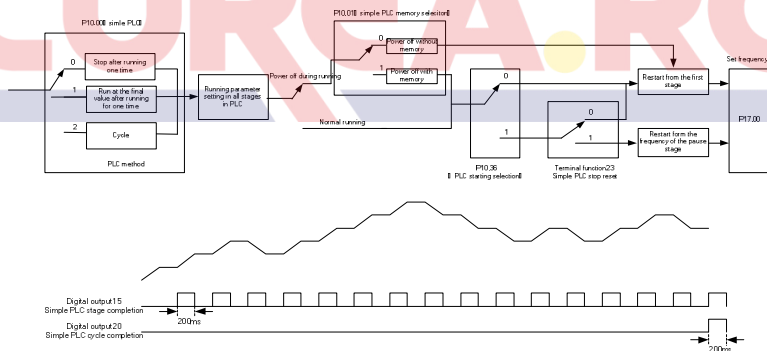 CORGA.RO
P10.00( simle PLC)
P10.01( simple PLC memory selecitor)
0
Stop after running
one time
1
Run at the final
value after running
for one time
2
Cycle
PLC method
Running parameter
setting in all stages
in PLC
Power off during running
Normal running
0
Power off without
memory
1
Power off with
memory
0
1
P10.36
( PLC starting selection)
0
1
Terminal function23
Simple PLC stop reset
Restart from the first
stage
Restart form the
frequency of the pause
stage
Set frequency
P17.00
Digital output15
Simple PLC stage completion
200ms
Digital output20
Simple PLC cycle completion
200ms